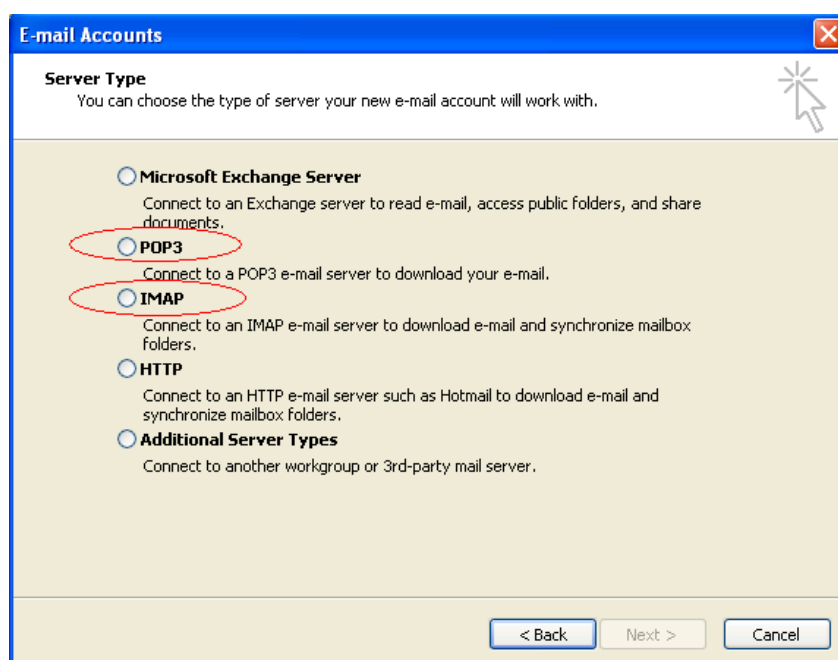 E-mail Accounts
Server Type
You can choose the type of server your new e-mail account will work with.
Microsoft Exchange Server
Connect to an Exchange server to read e-mail, access public folders, and share
documents.
POP3
Connect to a POP3 e-mail server to download your e-mail.
IMAP
Connect to an IMAP e-mail server to download e-mail and synchronize mailbox
folders.
HTTP
Connect to an HTTP e-mail server such as Hotmail to download e-mail and
synchronize mailbox folders.
Additional Server Types
Connect to another workgroup or 3rd-party mail server.
< Back Next > Cancel